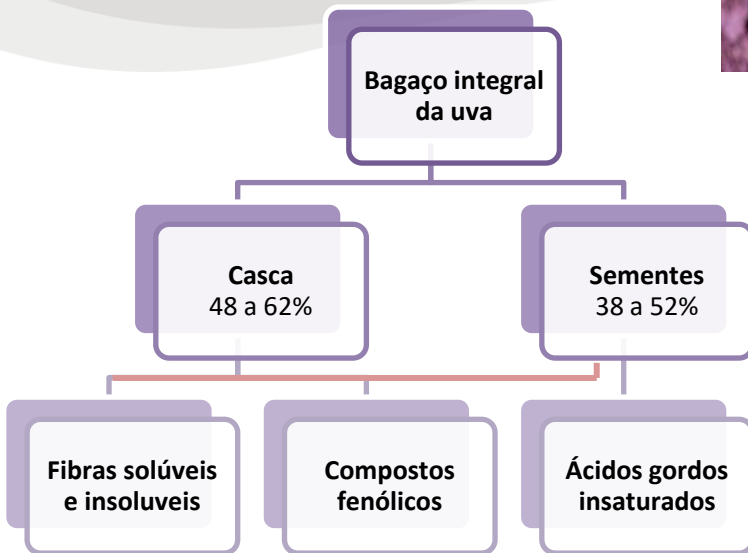 Bagaço integral
da uva
Casca
48 a 62%
Sementes
38 a 52%
Fibras solúveis
e insoluveis
Compostos
fenólicos
Ácidos gordos
insaturados